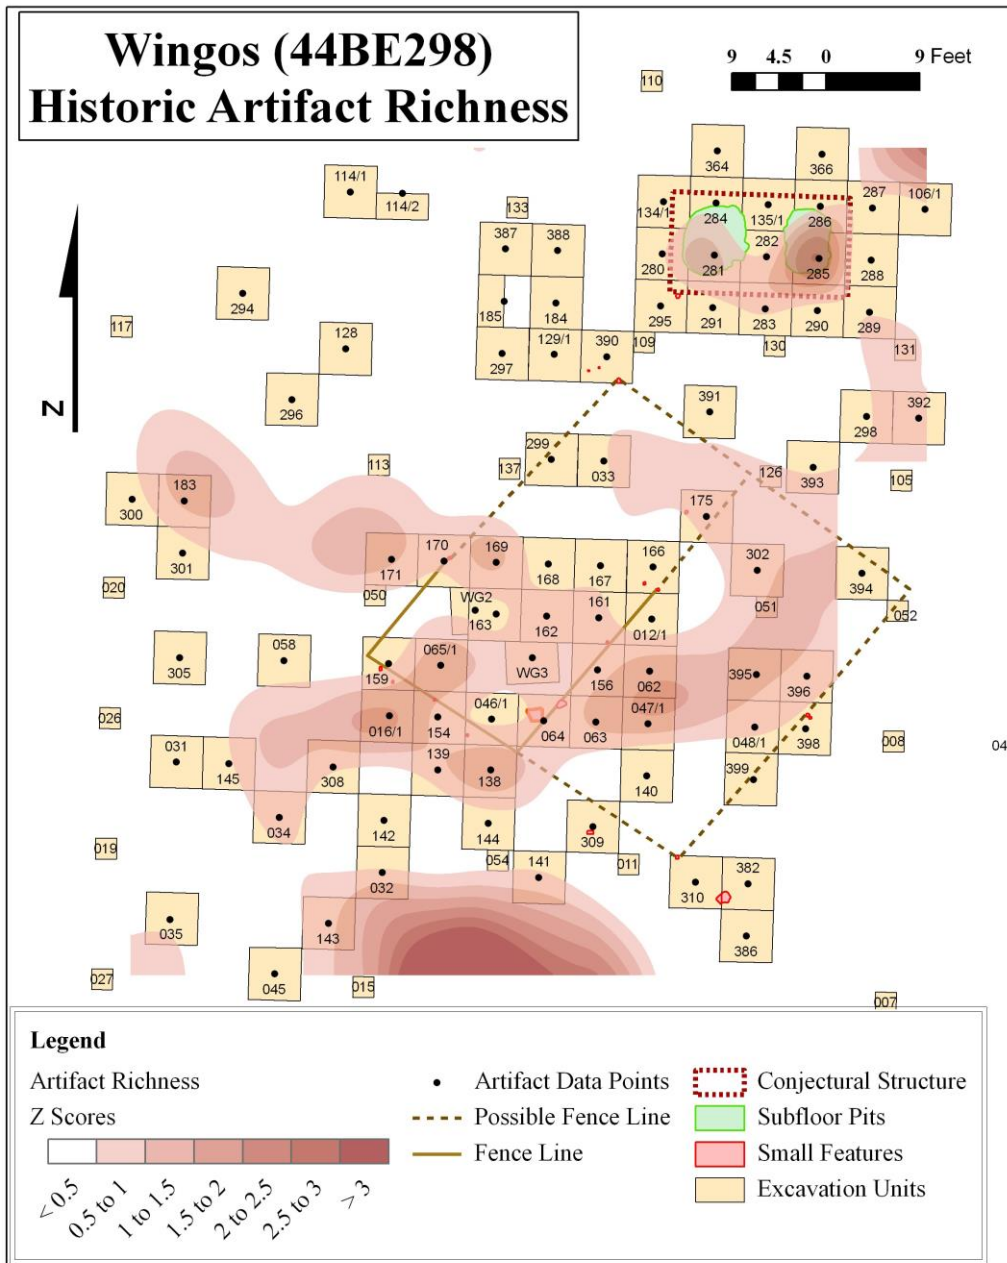 Wingos (44BE298)
Historic Artifact Richness
9 4.5 0 9 Feet
110
364 366
114/1
114/2
133
134/1 284 135/1 286 287 106/1
387 388
280 281 282 285 288
294
185 184
295 291 283 290 289
117
128
297 129/1 390 109 130 131
N
296
391 298 392
113 137 299 033 126 393 105
183
300
175
301
171 170 169 168 167 166 302 394
020 050 WG2 051 052
163 162 161 012/1
305 058 159 065/1 WG3 156 062 395 396
026 016/1 154 046/1 064 063 047/1 048/1 398 008 04
031 145 308 139 138 140 399
034 142 144 309
019 054 141 011 382
032 310
035 143 386
027 045 015 007
Legend
Artifact Richness
Z Scores
< 0.5
0.5 to 1
1 to 1.5
1.5 to 2
2 to 2.5
2.5 to 3
> 3
Artifact Data Points
Possible Fence Line
Fence Line
Conjectural Structure
Subfloor Pits
Small Features
Excavation Units